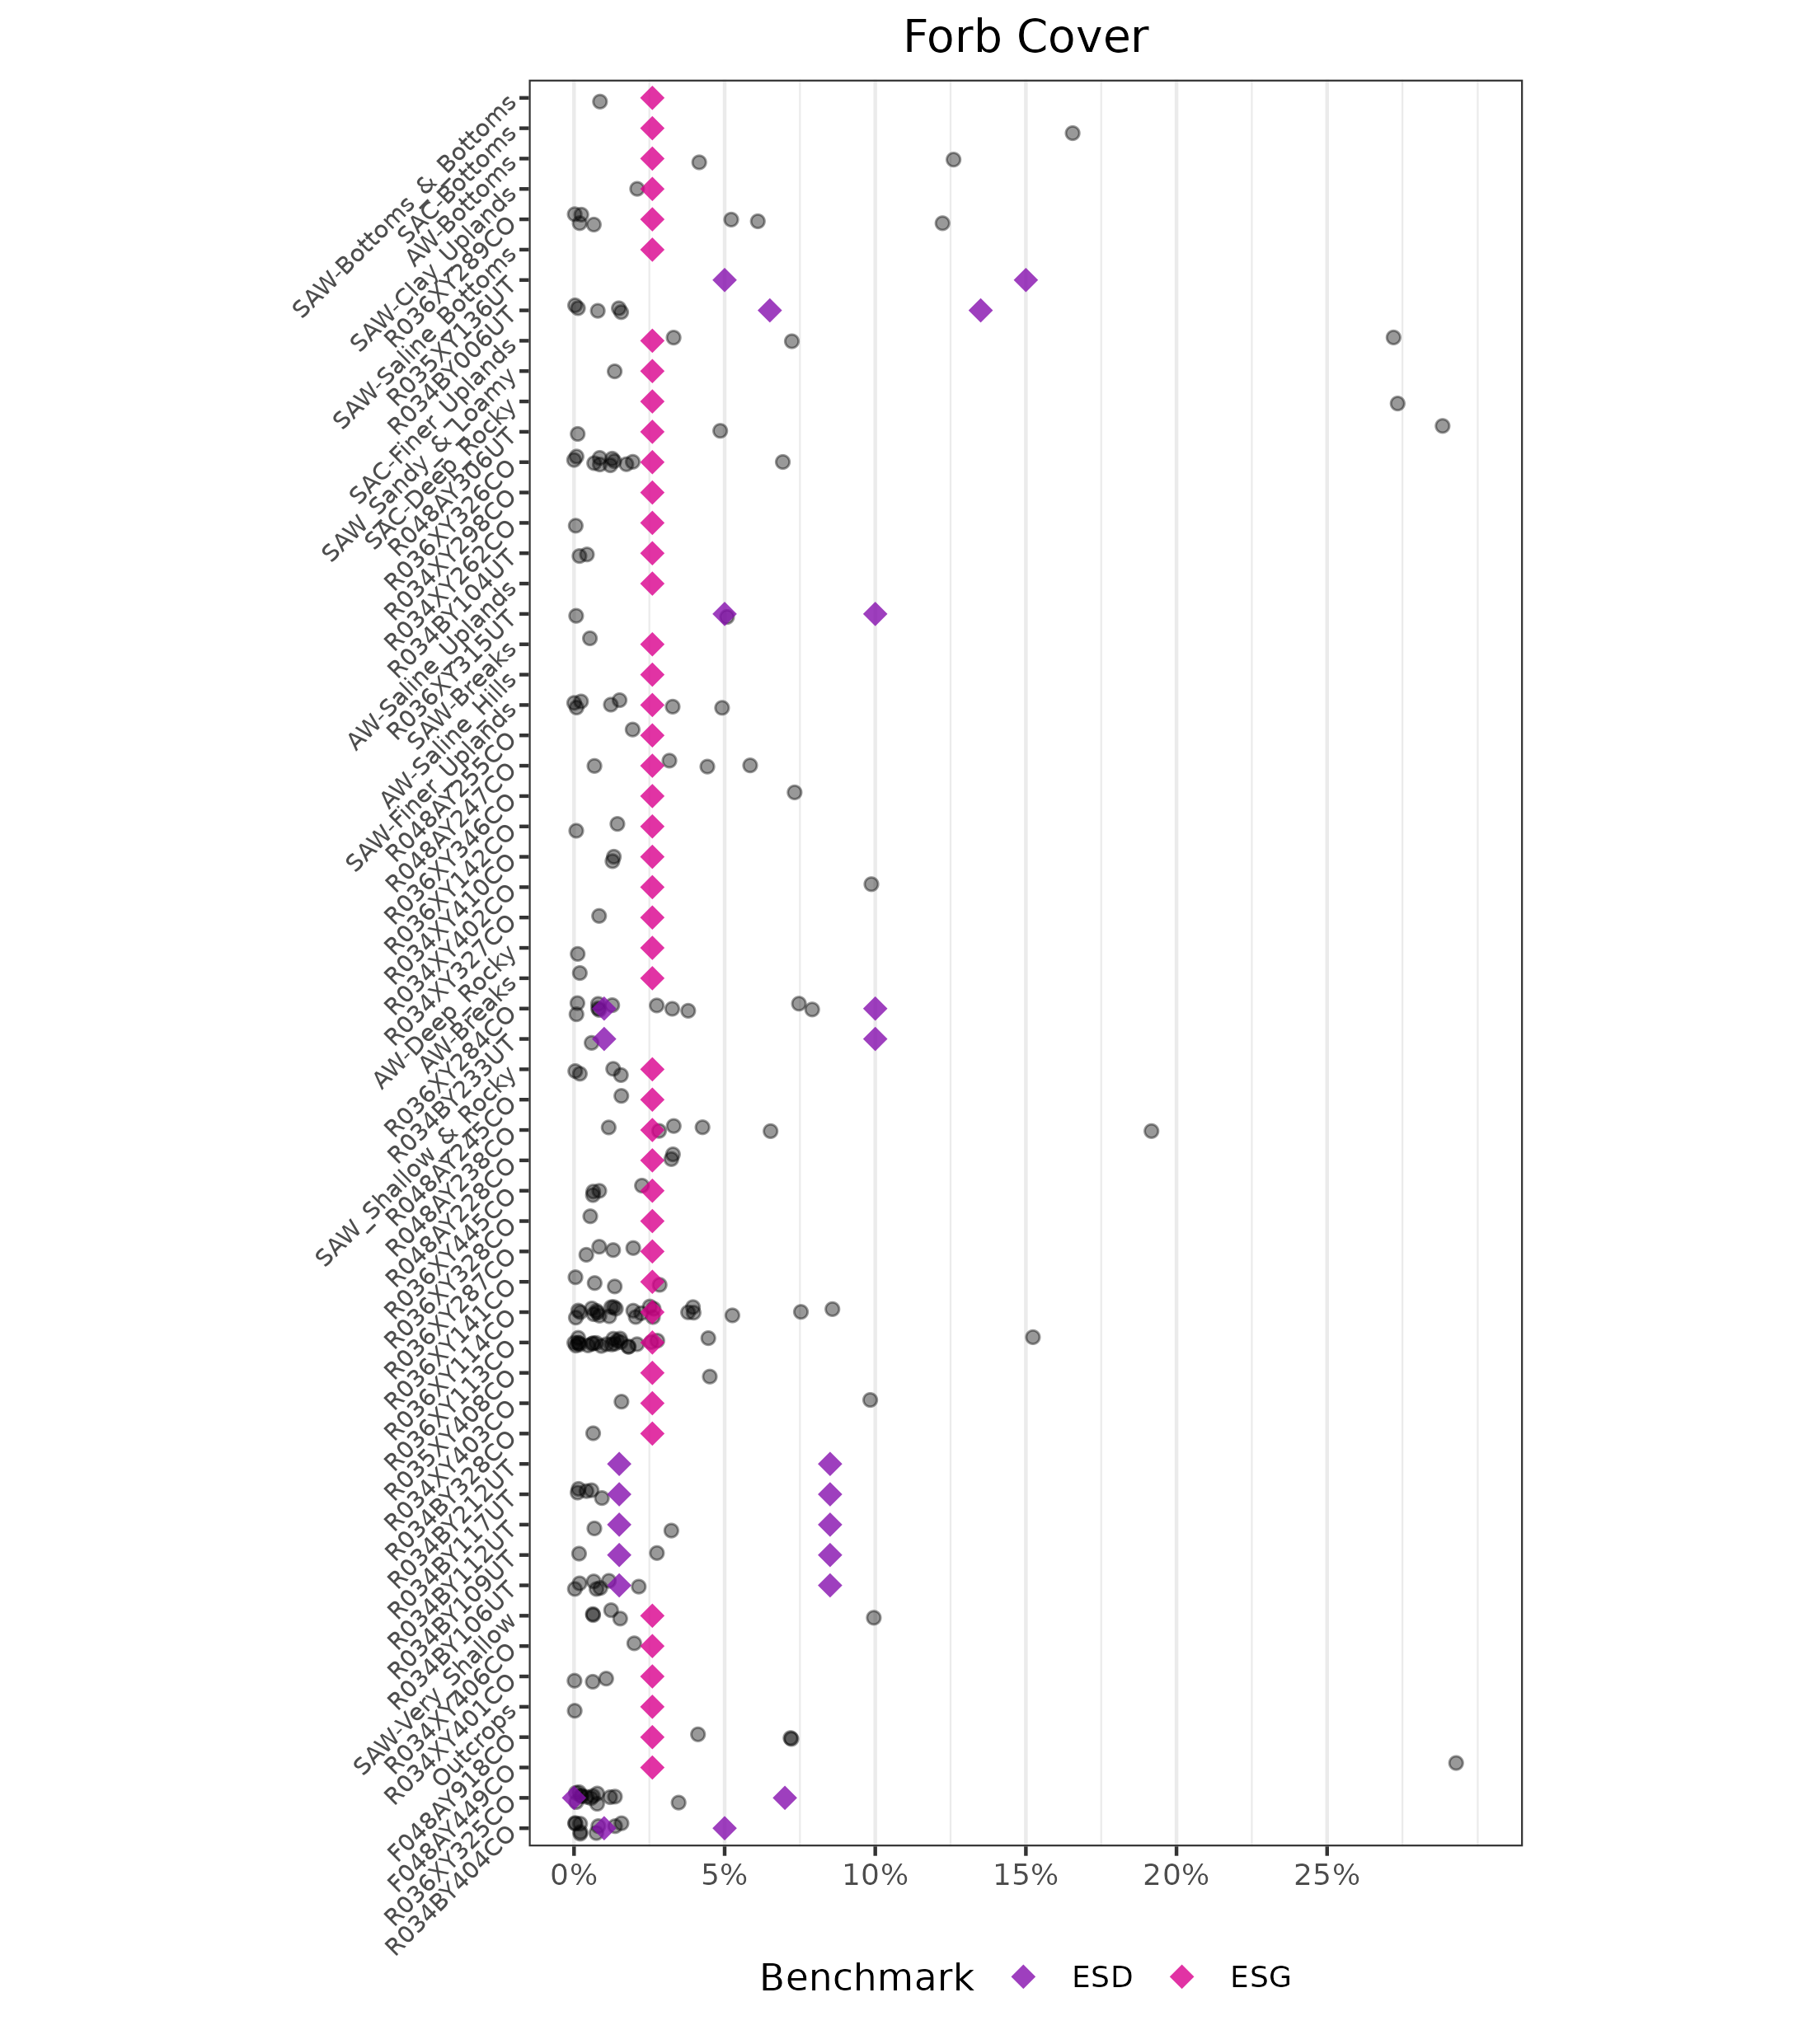 Forb Cover
SAW-Bottoms & Bottoms
SAC-Bottoms
AW-Bottoms
SAW-Clay Uplands
R036XY289CO
SAW-Saline Bottoms
R035XY136UT
R034BY006UT
SAC-Finer Uplands
SAW_Sandy & Loamy
SAC-Deep Rocky
R048AY306UT
R036XY326CO
R034XY298CO
R034XY262CO
R034BY104UT
AW-Saline Uplands
R036XY315UT
SAW-Breaks
AW-Saline Hills
SAW-Finer Uplands
R048AY255CO
R048AY247CO
R036XY346CO
R036XY142CO
R034XY410CO
R034XY402CO
R034XY327CO
AW-Deep Rocky
AW-Breaks
R036XY284CO
R034BY233UT
SAW_Shallow & Rocky
R048AY245CO
R048AY238CO
R048AY228CO
R036XY445CO
R036XY328CO
R036XY287CO
R036XY141CO
R036XY114CO
R036XY113CO
R035XY408CO
R034XY403CO
R034BY328CO
R034BY212UT
R034BY117UT
R034BY112UT
R034BY109UT
R034BY106UT
SAW-Very Shallow
R034XY406CO
R034XY401CO
Outcrops
F048AY918CO
F048AY449CO
R036XY325CO
R034BY404CO
0% 5% 10% 15% 20% 25%
Benchmark ESD ESG